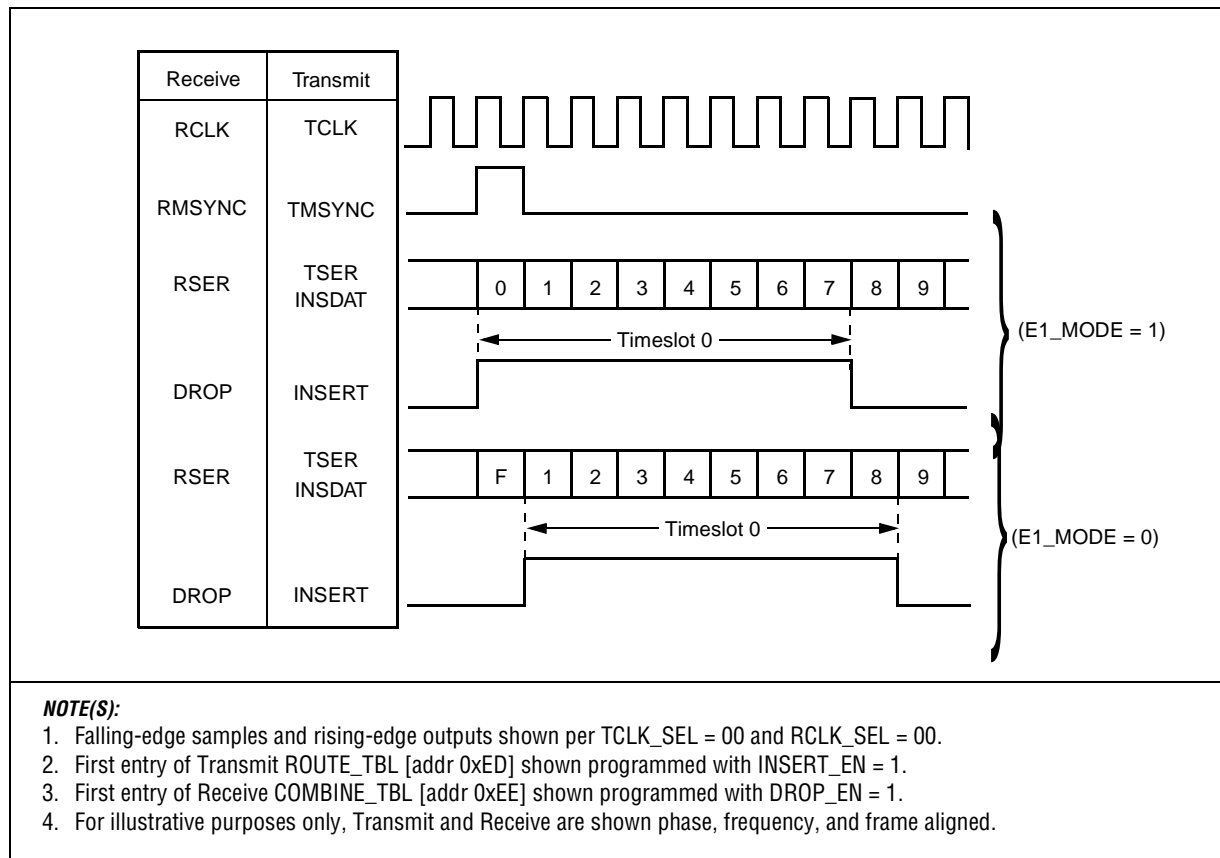 Receive Transmit
RCLK TCLK
RMSYNC TMSYNC
RSER TSER INSDAT
0 1 2 3 4 5 6 7 8 9
Timeslot 0
(E1_MODE = 1)
DROP INSERT
RSER TSER INSDAT
F 1 2 3 4 5 6 7 8 9
Timeslot 0
(E1_MODE = 0)
DROP INSERT
NOTE(S):
1. Falling-edge samples and rising-edge outputs shown per TCLK_SEL = 00 and RCLK_SEL = 00.
2. First entry of Transmit ROUTE_TBL [addr 0xED] shown programmed with INSERT_EN = 1.
3. First entry of Receive COMBINE_TBL [addr 0xEE] shown programmed with DROP_EN = 1.
4. For illustrative purposes only, Transmit and Receive are shown phase, frequency, and frame aligned.